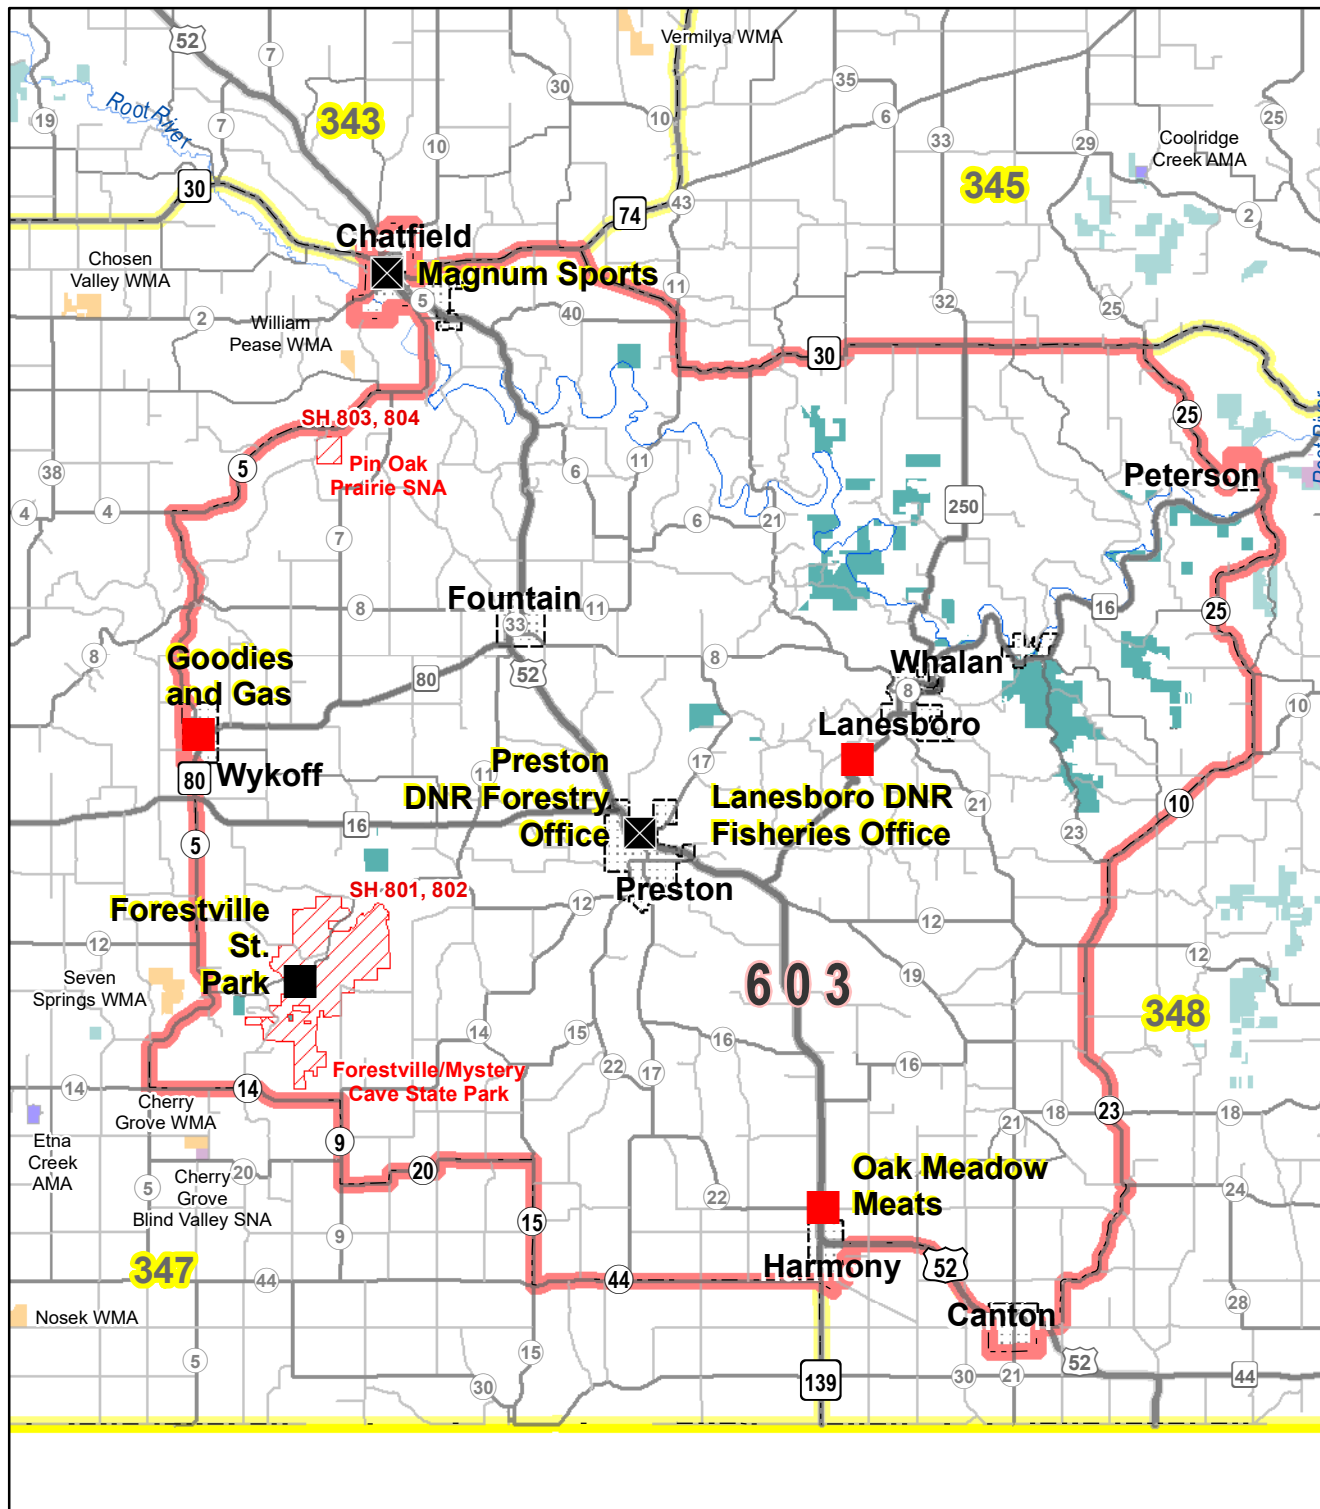 52
7
Vermilya WMA
30
35
Root River
19
7
343
10
10
6
33
29
25
Coolridge
Creek AMA
345
30
74
43
2
Chatfield
Magnum Sports
Chosen
Valley WMA
5
11
32
25
2
40
William
Pease WMA
30
25
SH 803, 804
5
Pin Oak
Prairie SNA
38
6
11
Peterson
Root River
4
4
6
21
250
7
Fountain
8
11
33
16
25
8
Goodies
and Gas
80
52
8
Whalan
8
10
Lanesboro
80
Wykoff
Preston
DNR Forestry
Office
11
17
Lanesboro DNR
Fisheries Office
21
10
16
5
23
Preston
SH 801, 802
Forestville
St.
Park
12
12
12
12
Seven
Springs WMA
19
603
348
14
15
16
16
22
17
Forestville/Mystery
Cave State Park
14
14
Cherry
Grove WMA
9
Etna
Creek
AMA
21
18
23
18
20
20
5
Cherry
Grove
Blind Valley SNA
Oak Meadow
Meats
22
24
15
9
347
44
44
Harmony
52
28
Nosek WMA
Canton
5
15
30
139
30
21
52
44